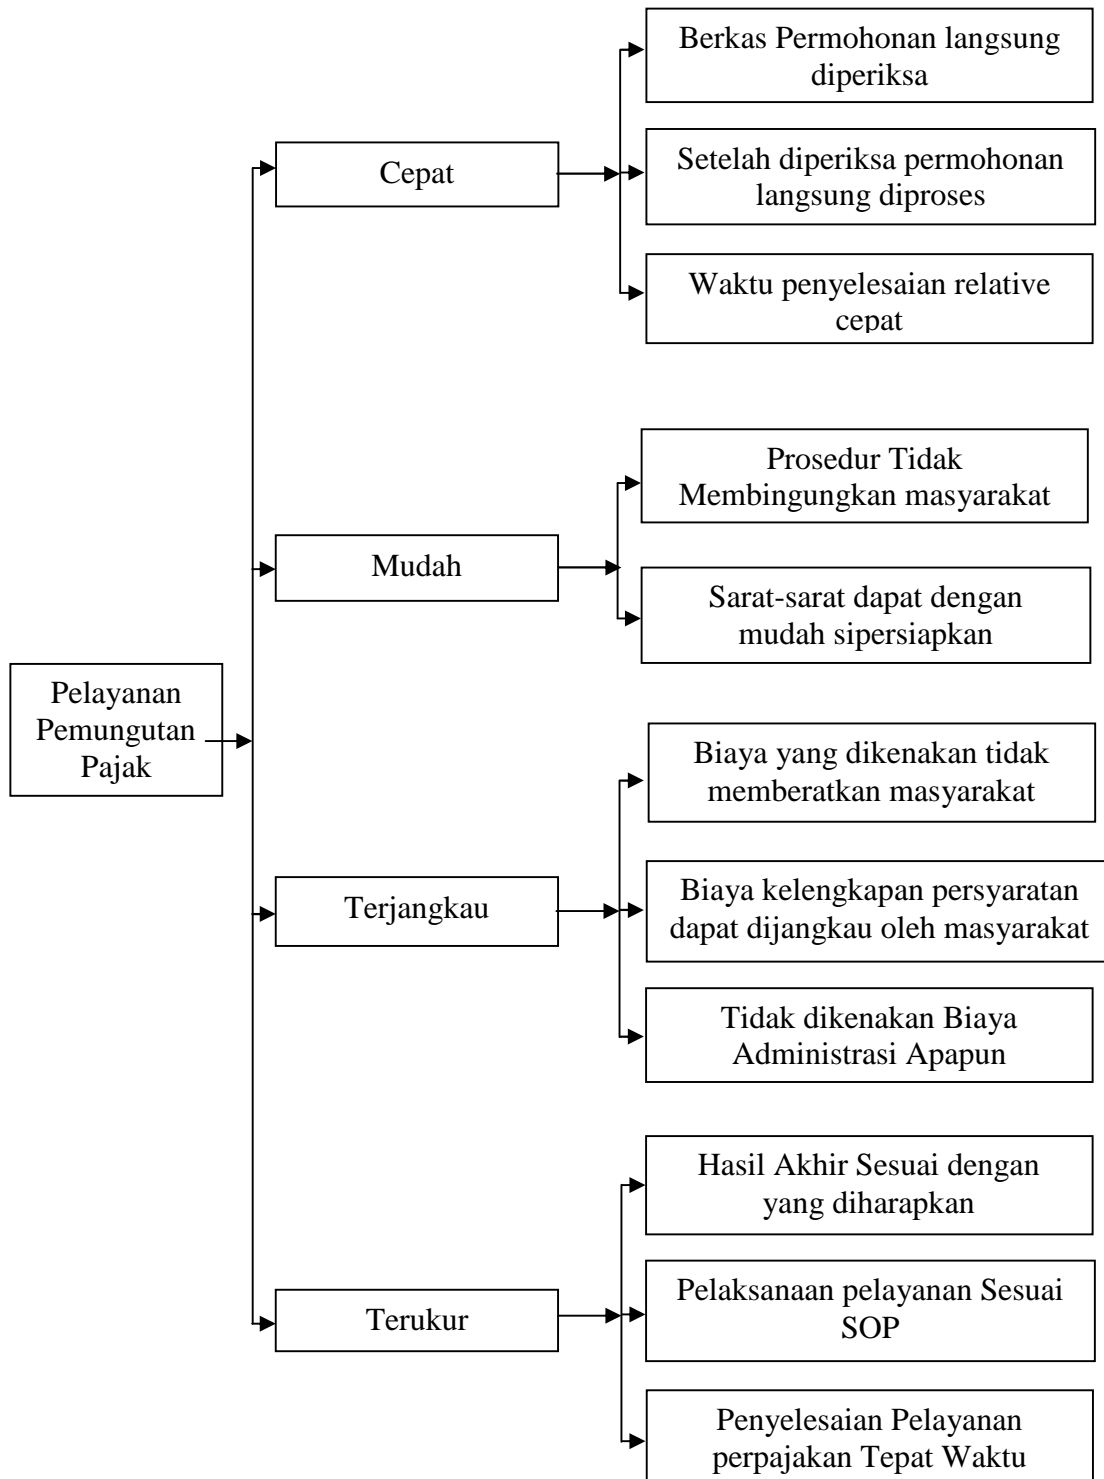 Berkas Permohonan langsung
diperiksa
Cepat
Setelah diperiksa permohonan
langsung diproses
Waktu penyelesaian relative
cepat
Prosedur Tidak
Membingungkan masyarakat
Mudah
Sarat-sarat dapat dengan
mudah sipersiapkan
Pelayanan
Pemungutan
Pajak
Biaya yang dikenakan tidak
memberatkan masyarakat
Terjangkau
Biaya kelengkapan persyaratan
dapat dijangkau oleh masyarakat
Tidak dikenakan Biaya
Administrasi Apapun
Hasil Akhir Sesuai dengan
yang diharapkan
Terukur
Pelaksanaan pelayanan Sesuai
SOP
Penyelesaian Pelayanan
perpajakan Tepat Waktu